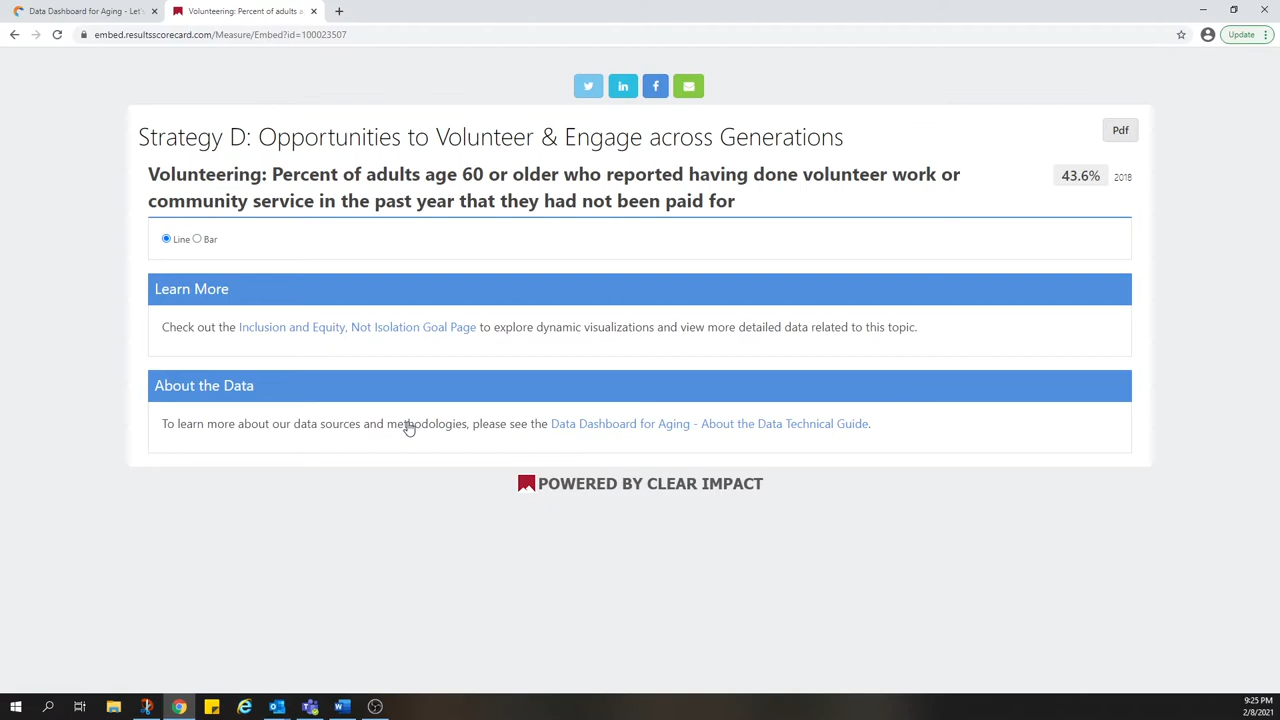 Data Dashboard for Aging - Let's
Volunteering: Percent of adults a
embed.resultsscorecard.com/Measure/Embed?id=100023507
Update
Strategy D: Opportunities to Volunteer & Engage across Generations
Pdf
Volunteering: Percent of adults age 60 or older who reported having done volunteer work or
community service in the past year that they had not been paid for
43.6% 2018
Line Bar
Learn More
Check out the Inclusion and Equity, Not Isolation Goal Page to explore dynamic visualizations and view more detailed data related to this topic.
About the Data
To learn more about our data sources and methodologies, please see the Data Dashboard for Aging - About the Data Technical Guide.
POWERED BY CLEAR IMPACT
9:25 PM
2/8/2021